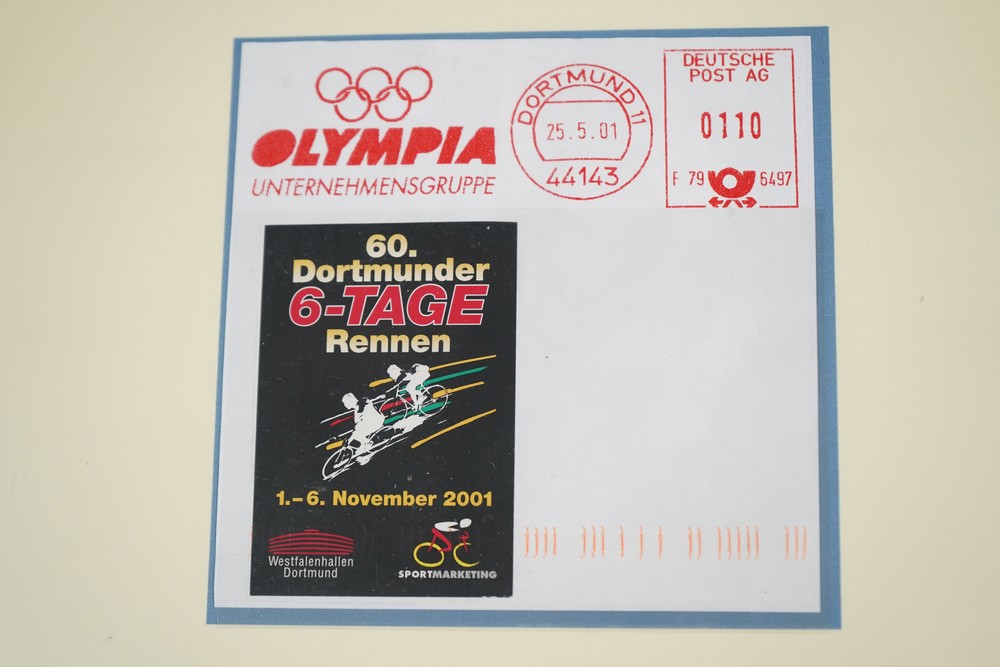 OLYMPIA
UNTERNEHMENSGRUPPE
DORTMUND 11
25.5.01
44143
DEUTSCHE
POST AG
0110
F 79 6497
60.
Dortmunder
6-TAGE
Rennen
1.–6. November 2001
Westfalenhallen
Dortmund
SPORTMARKETING